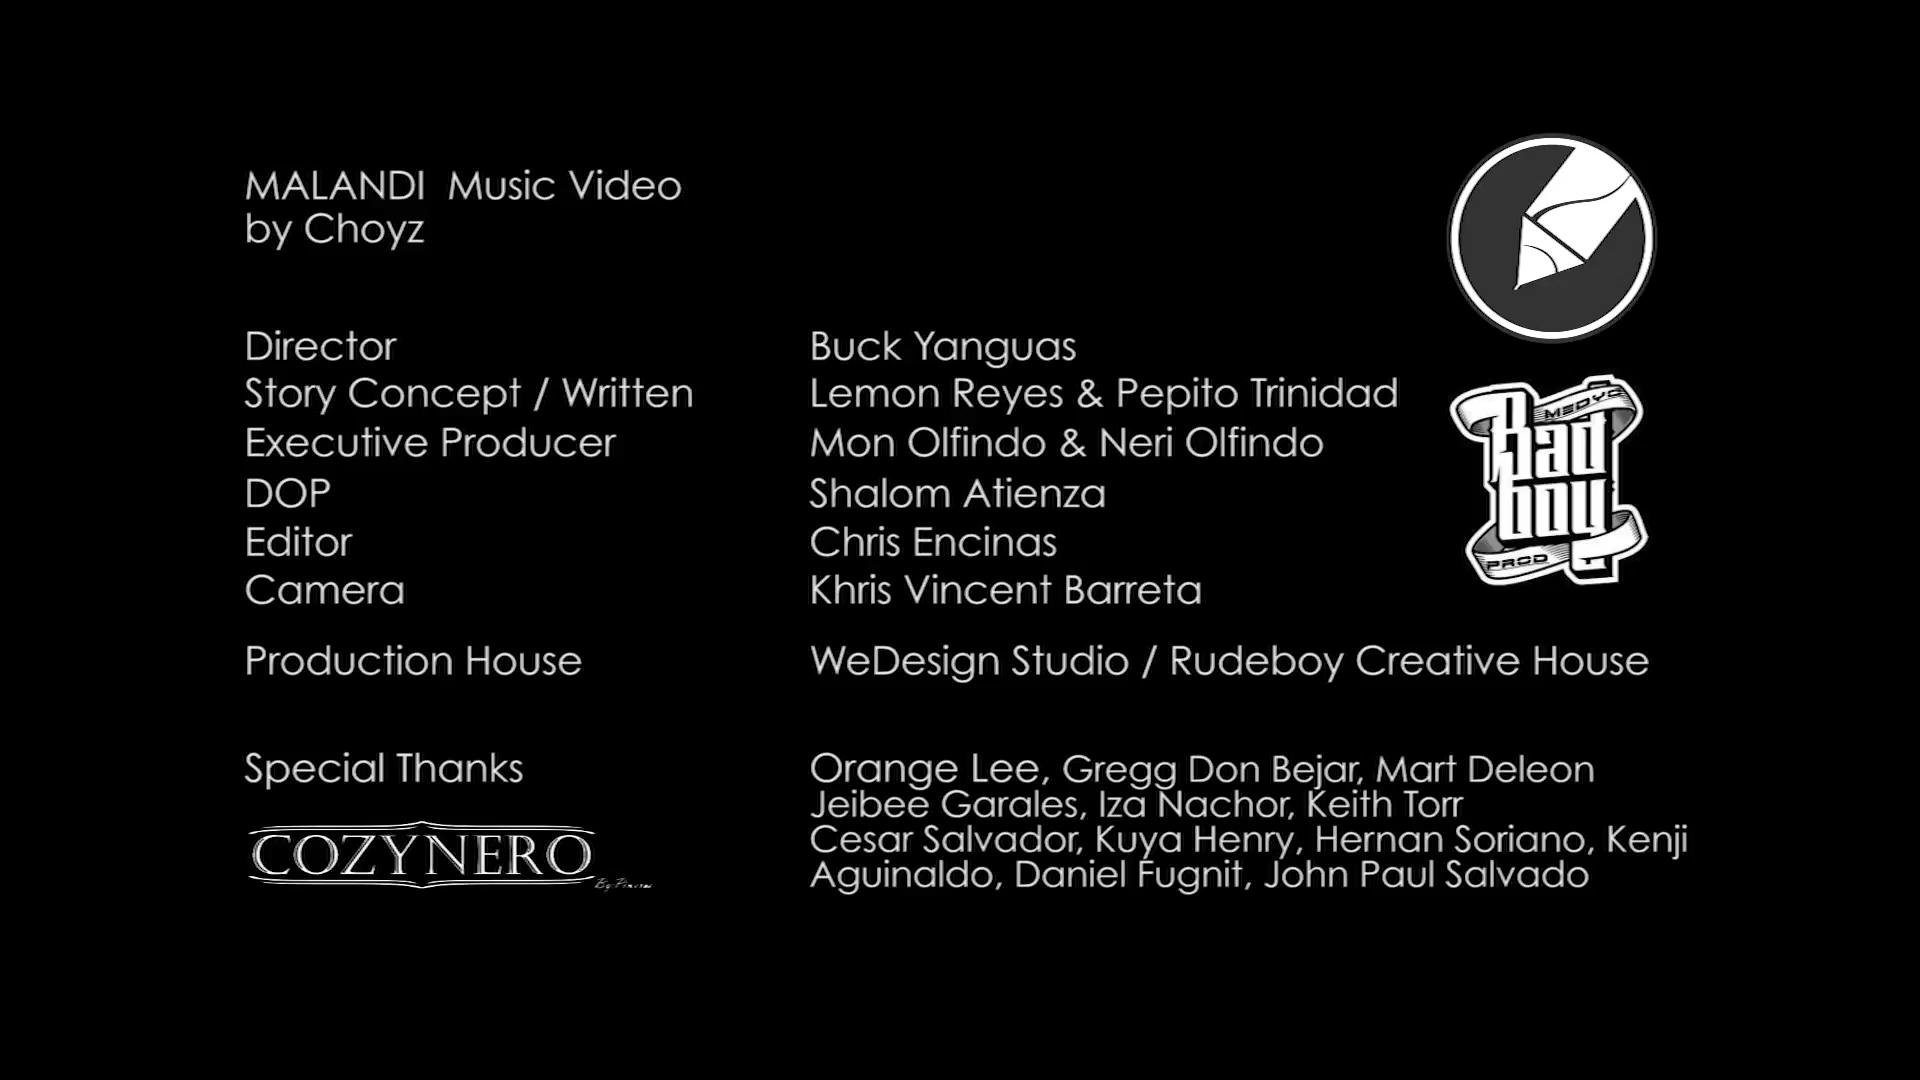 MALANDI Music Video
by Choyz
Director Buck Yanguas
Story Concept / Written Lemon Reyes & Pepito Trinidad
Executive Producer Mon Olfindo & Neri Olfindo
DOP Shalom Atienza
Editor Chris Encinas
Camera Khris Vincent Barreta
MEDYO
Bad
boy
PROD
Production House WeDesign Studio / Rudeboy Creative House
Special Thanks Orange Lee, Gregg Don Bejar, Mart Deleon
Jeibee Garales, Iza Nachor, Keith Torr
Cesar Salvador, Kuya Henry, Hernan Soriano, Kenji
Aguinaldo, Daniel Fugnit, John Paul Salvado
COZYNERO